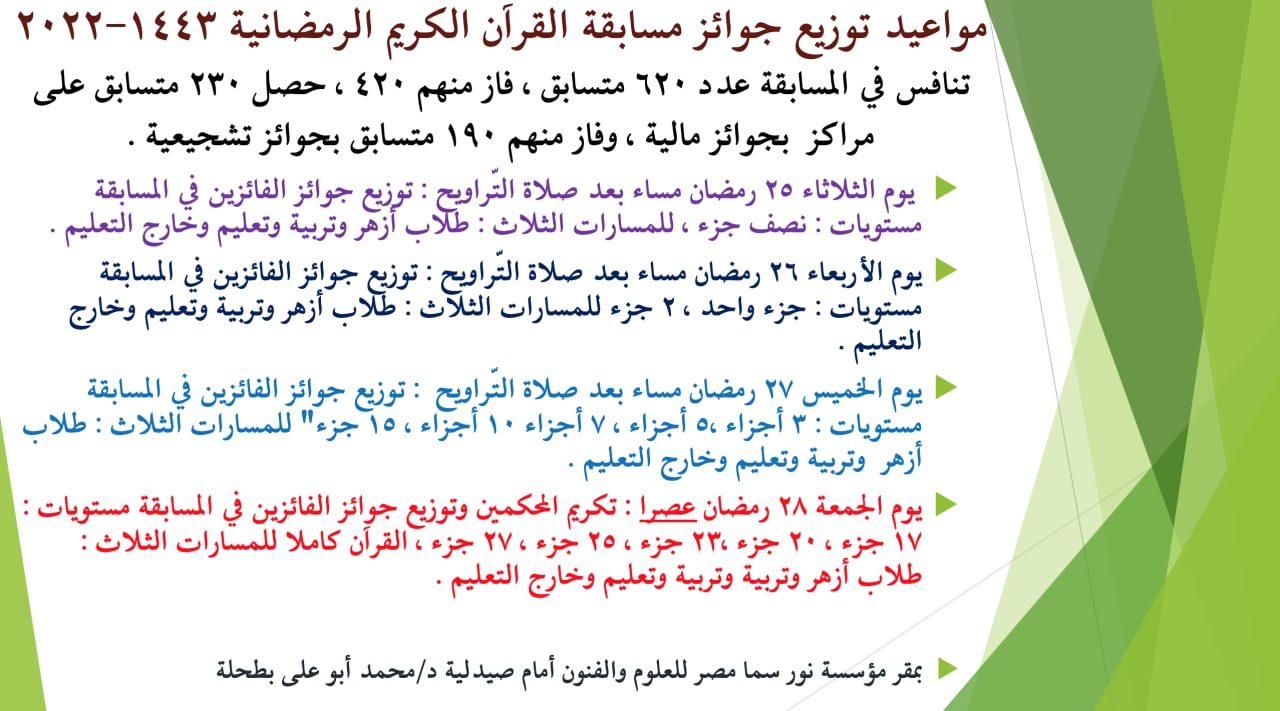 مواعيد توزيع جوائز مسابقة القرآن الكريم الرمضانية ١٤٤٣-٢٠٢٢
تنافس في المسابقة عدد ٦٢٠ متسابق ، فاز منهم ٤٢٠ ، حصل ٢٣٠ متسابق على
مراكز بجوائز مالية ، وفاز منهم ١٩٠ متسابق بجوائز تشجيعية .
يوم الثلاثاء ٢٥ رمضان مساء بعد صلاة التّراويح : توزيع جوائز الفائزين في المسابقة
مستويات : نصف جزء ، للمسارات الثلاث : طلاب أزهر وتربية وتعليم وخارج التعليم .
يوم الأربعاء ٢٦ رمضان مساء بعد صلاة التّراويح : توزيع جوائز الفائزين في المسابقة
مستويات : جزء واحد ، ٢ جزء للمسارات الثلاث : طلاب أزهر وتربية وتعليم وخارج
التعليم .
يوم الخميس ٢٧ رمضان مساء بعد صلاة التّراويح : توزيع جوائز الفائزين في المسابقة
مستويات : ٣ أجزاء ،٥ أجزاء ، ٧ أجزاء ١٠ أجزاء ، ١٥ جزء" للمسارات الثلاث : طلاب
أزهر وتربية وتعليم وخارج التعليم .
يوم الجمعة ٢٨ رمضان عصرا : تكريم المحكمين وتوزيع جوائز الفائزين في المسابقة مستويات :
١٧ جزء ، ٢٠ جزء ،٢٣ جزء ، ٢٥ جزء ، ٢٧ جزء ، القرآن كاملا للمسارات الثلاث :
طلاب أزهر وتربية وتربية وتعليم وخارج التعليم .
بمقر مؤسسة نور سما مصر للعلوم والفنون أمام صيدلية د/محمد أبو على بطحلة